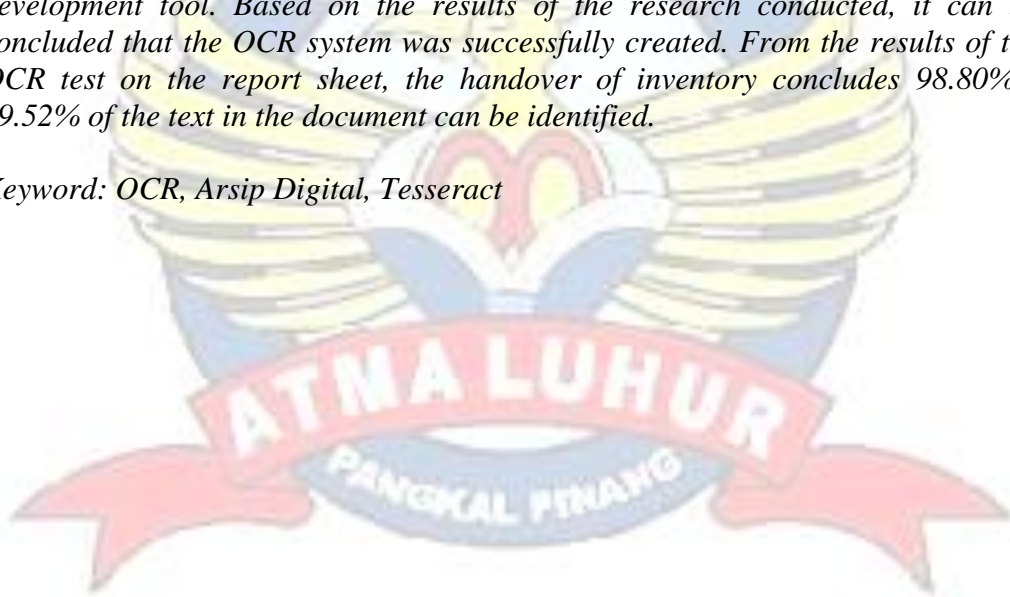 evelopment tool. Based on the results of the research conducted, it can
oncluded that the OCR system was successfully created. From the results of t
OCR test on the report sheet, the handover of inventory concludes 98.80%
9.52% of the text in the document can be identified.
Keyword: OCR, Arsip Digital, Tesseract
ATMA LUHUR
PANGKAL PINANG